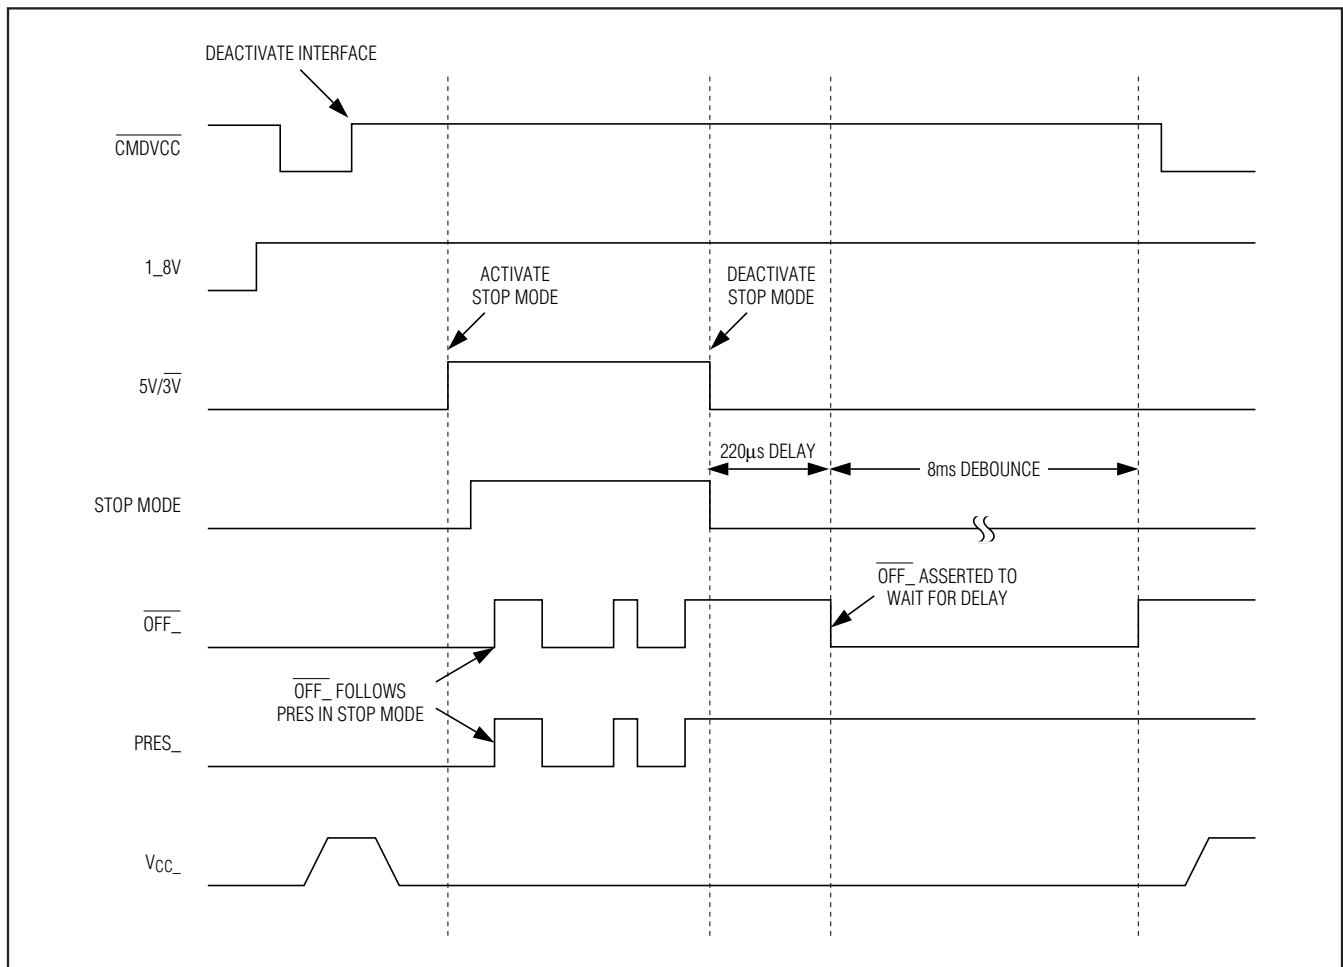 DEACTIVATE INTERFACE
CMDVCC
1_8V
ACTIVATE
STOP MODE
DEACTIVATE
STOP MODE
5V/3V
220µs DELAY
8ms DEBOUNCE
STOP MODE
OFF_ ASSERTED TO
WAIT FOR DELAY
OFF_
OFF_ FOLLOWS
PRES IN STOP MODE
PRES_
VCC_